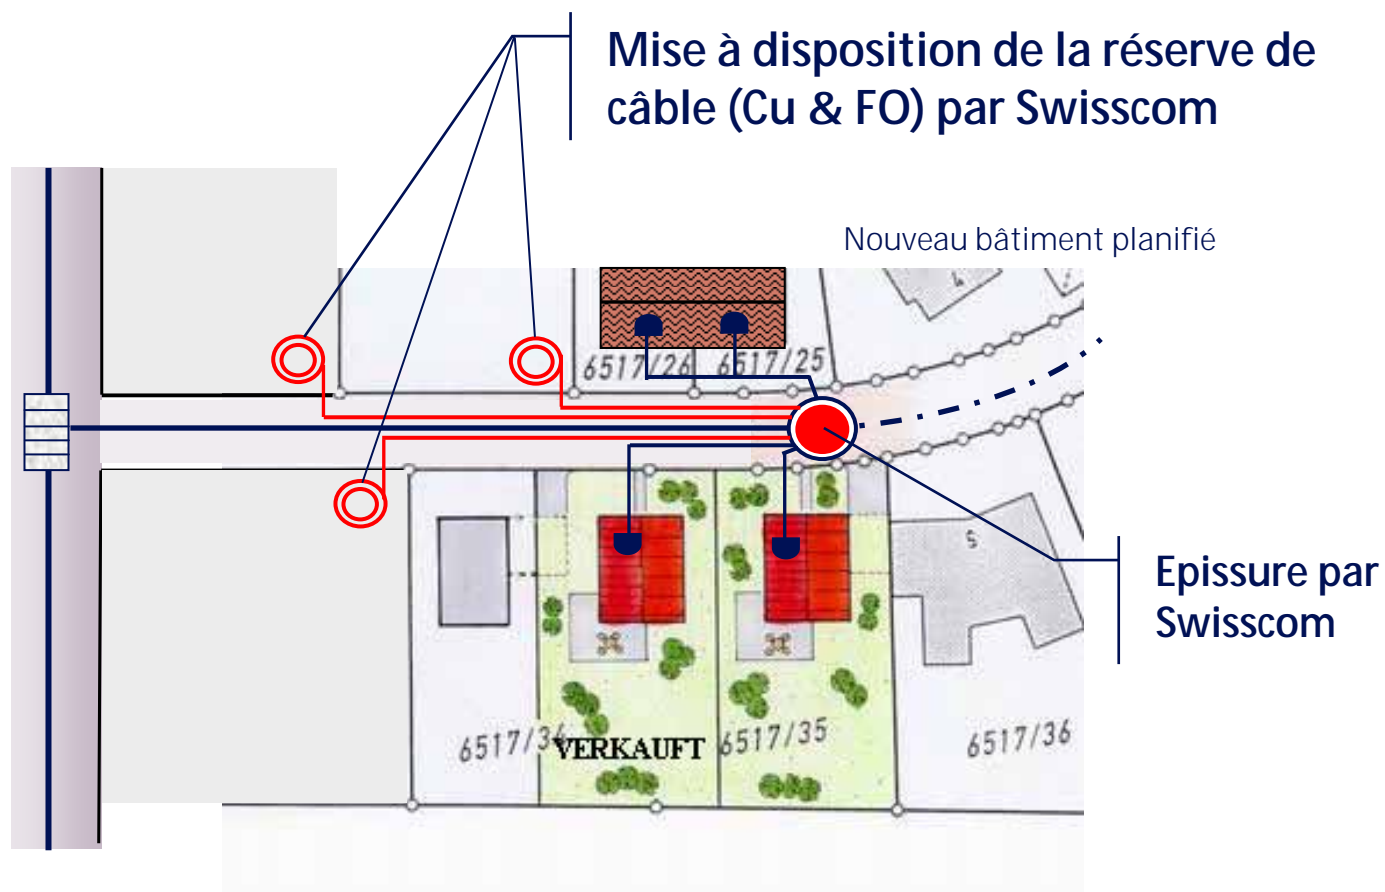 Mise à disposition de la réserve de
câble (Cu & FO) par Swisscom
Nouveau bâtiment planifié
6517/26 6517/25
Epissure par
Swisscom
VERKAUFT
6517/35
6517/36